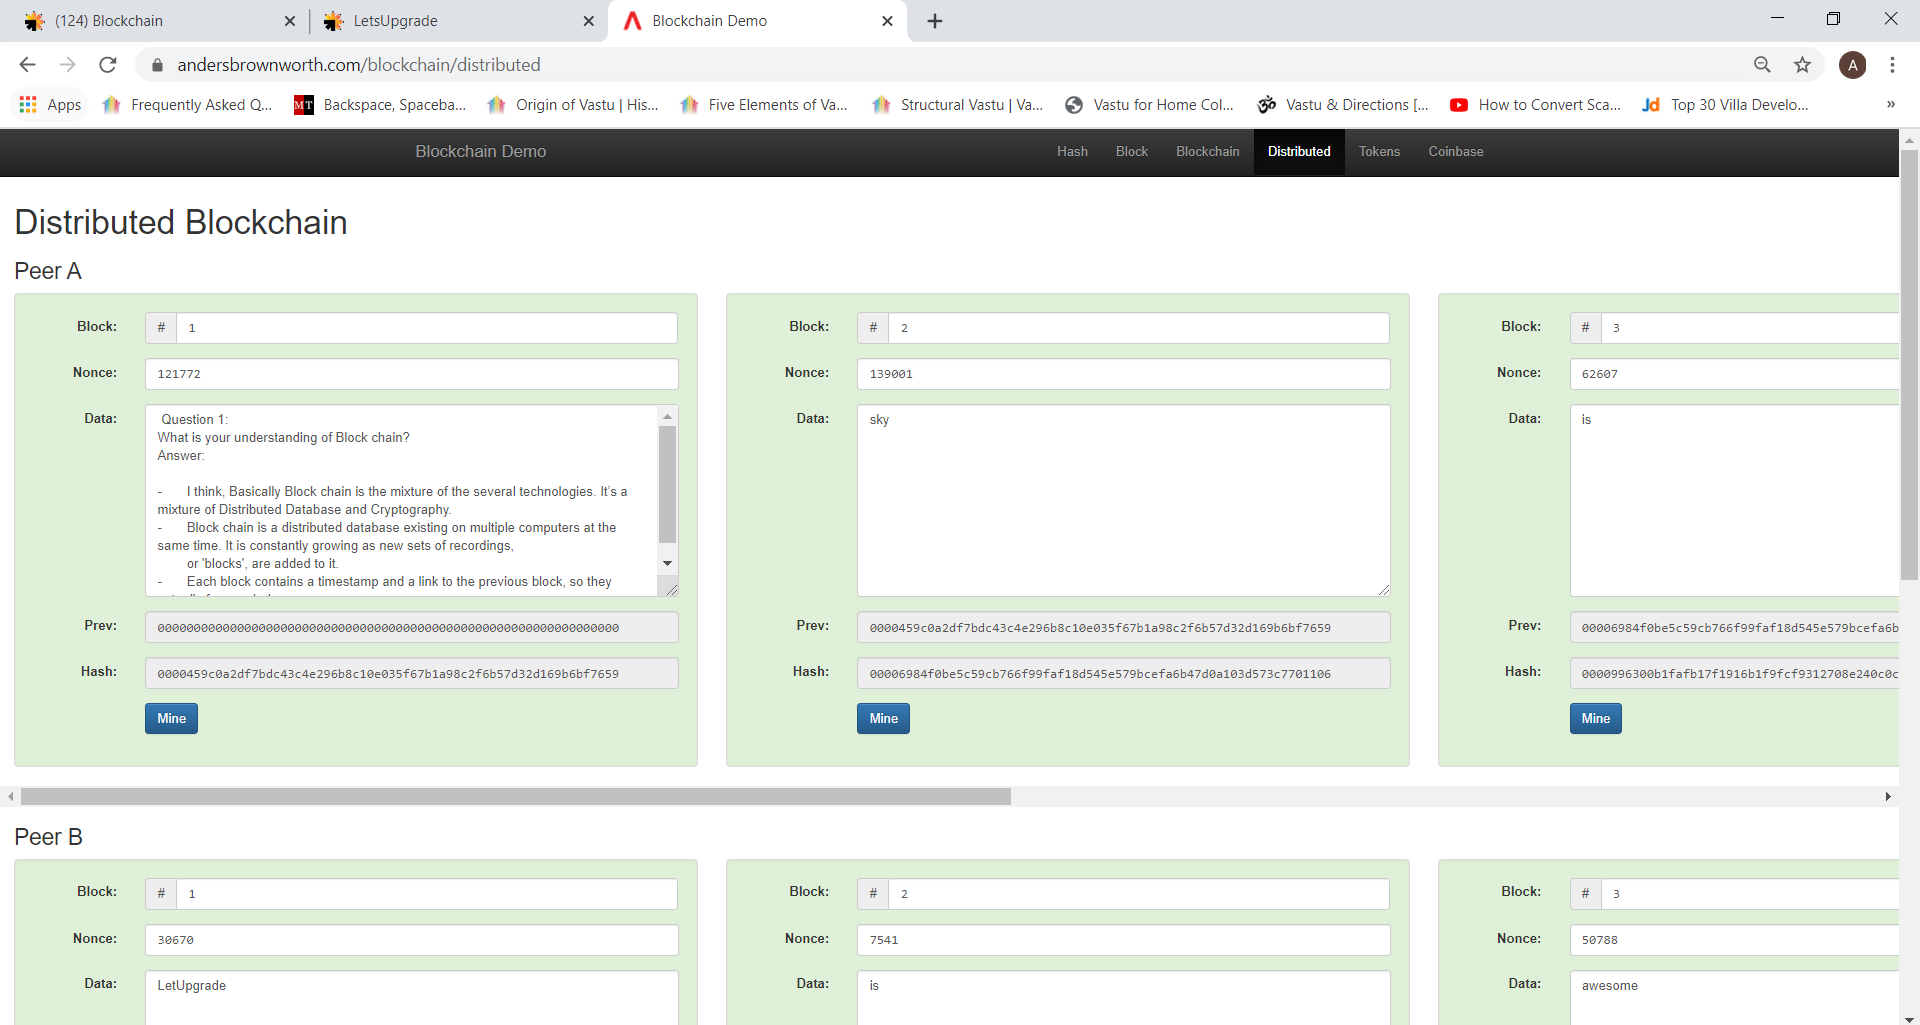 (124) Blockchain
LetsUpgrade
Blockchain Demo
andersbrownworth.com/blockchain/distributed
A
Apps
Frequently Asked Q...
MT
Backspace, Spaceba...
Origin of Vastu | His...
Five Elements of Va...
Structural Vastu | Va...
Vastu for Home Col...
Vastu & Directions [...
How to Convert Sca...
Jd
Top 30 Villa Develo...
»
Blockchain Demo
Hash
Block
Blockchain
Distributed
Tokens
Coinbase
Distributed Blockchain
Peer A
Block: # 1
Nonce: 121772
Data: Question 1:
What is your understanding of Block chain?
Answer:
- I think, Basically Block chain is the mixture of the several technologies. It's a
mixture of Distributed Database and Cryptography.
- Block chain is a distributed database existing on multiple computers at the
same time. It is constantly growing as new sets of recordings,
or 'blocks', are added to it.
- Each block contains a timestamp and a link to the previous block, so they
Prev: 0000000000000000000000000000000000000000000000000000000000000000
Hash: 0000459c0a2df7bdc43c4e296b8c10e035f67b1a98c2f6b57d32d169b6bf7659
Mine
Block: # 2
Nonce: 139001
Data: sky
Prev: 0000459c0a2df7bdc43c4e296b8c10e035f67b1a98c2f6b57d32d169b6bf7659
Hash: 00006984f0be5c59cb766f99faf18d545e579bcefa6b47d0a103d573c7701106
Mine
Block: # 3
Nonce: 62607
Data: is
Prev: 00006984f0be5c59cb766f99faf18d545e579bcefa6b
Hash: 0000996300b1fafb17f1916b1f9fcf9312708e240c0c
Mine
Peer B
Block: # 1
Nonce: 30670
Data: LetUpgrade
Block: # 2
Nonce: 7541
Data: is
Block: # 3
Nonce: 50788
Data: awesome